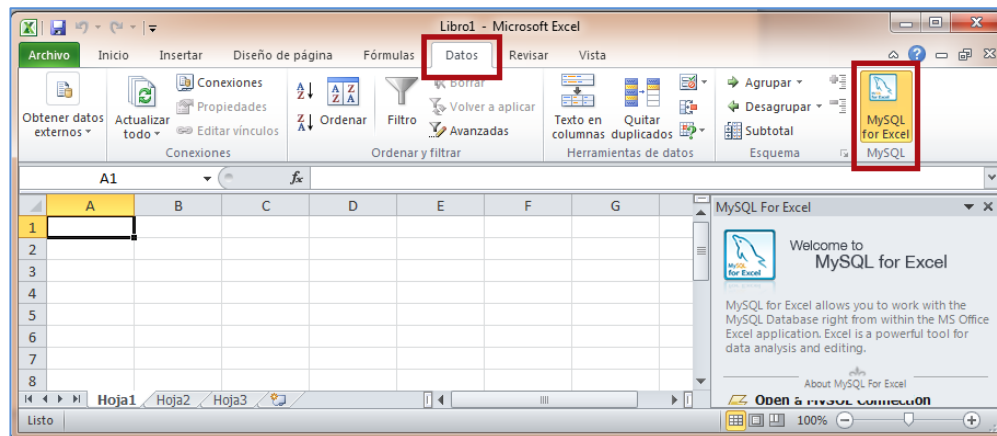 Libro1 - Microsoft Excel
Archivo Inicio Insertar Diseño de página Fórmulas Datos Revisar Vista
Obtener datos externos
Actualizar todo
Conexiones
Propiedades
Editar vínculos
Conexiones
Ordenar
Filtro
Borrar
Volver a aplicar
Avanzadas
Ordenar y filtrar
Texto en columnas
Quitar duplicados
Herramientas de datos
Agrupar
Desagrupar
Subtotal
Esquema
MySQL for Excel
MySQL
A1 fx
A B C D E F G
1
2
3
4
5
6
7
8
MySQL For Excel
Welcome to
MySQL for Excel
MySQL for Excel allows you to work with the
MySQL Database right from within the MS Office
Excel application. Excel is a powerful tool for
data analysis and editing.
About MySQL For Excel
Open a MySQL Connection
Hoja1 Hoja2 Hoja3
Listo 100%